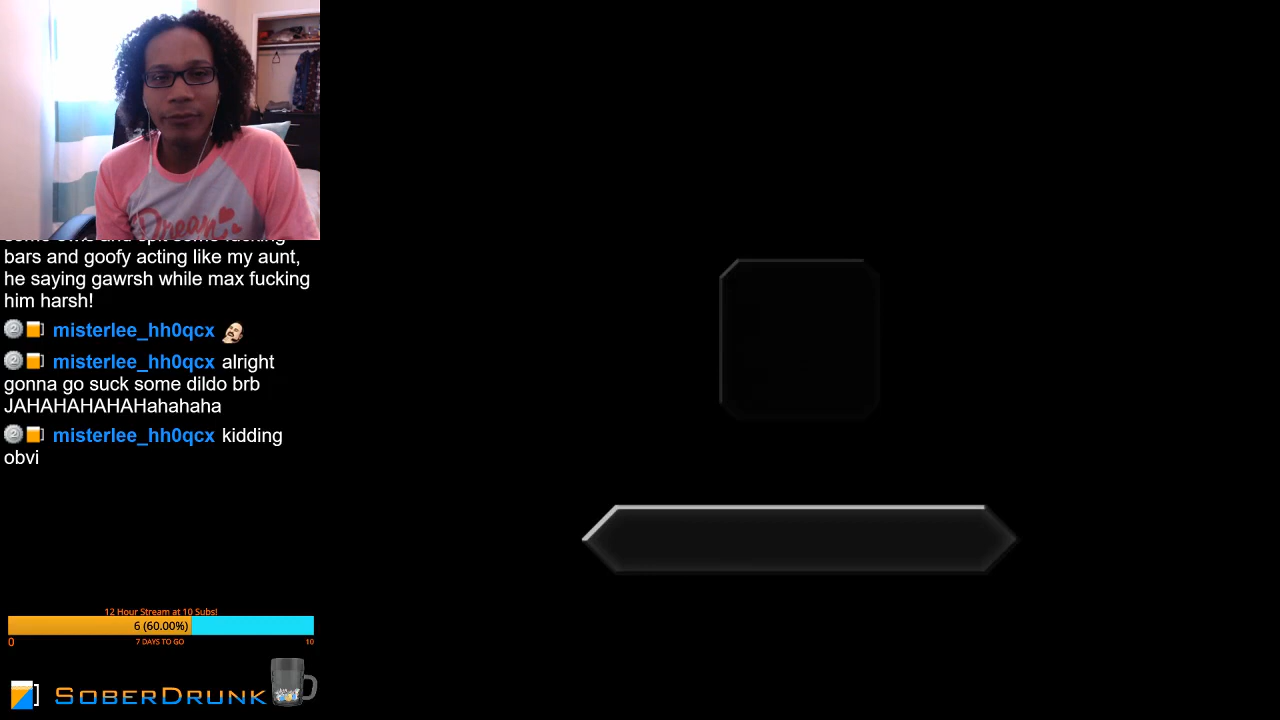 Dream
bars and goofy acting like my aunt,
he saying gawrsh while max fucking
him harsh!
misterlee_hh0qcx
misterlee_hh0qcx alright
gonna go suck some dildo brb
JAHAHAHAHAHahahaha
misterlee_hh0qcx kidding
obvi
12 Hour Stream at 10 Subs!
6 (60.00%)
0 7 DAYS TO GO 10
SOBERDRUNK